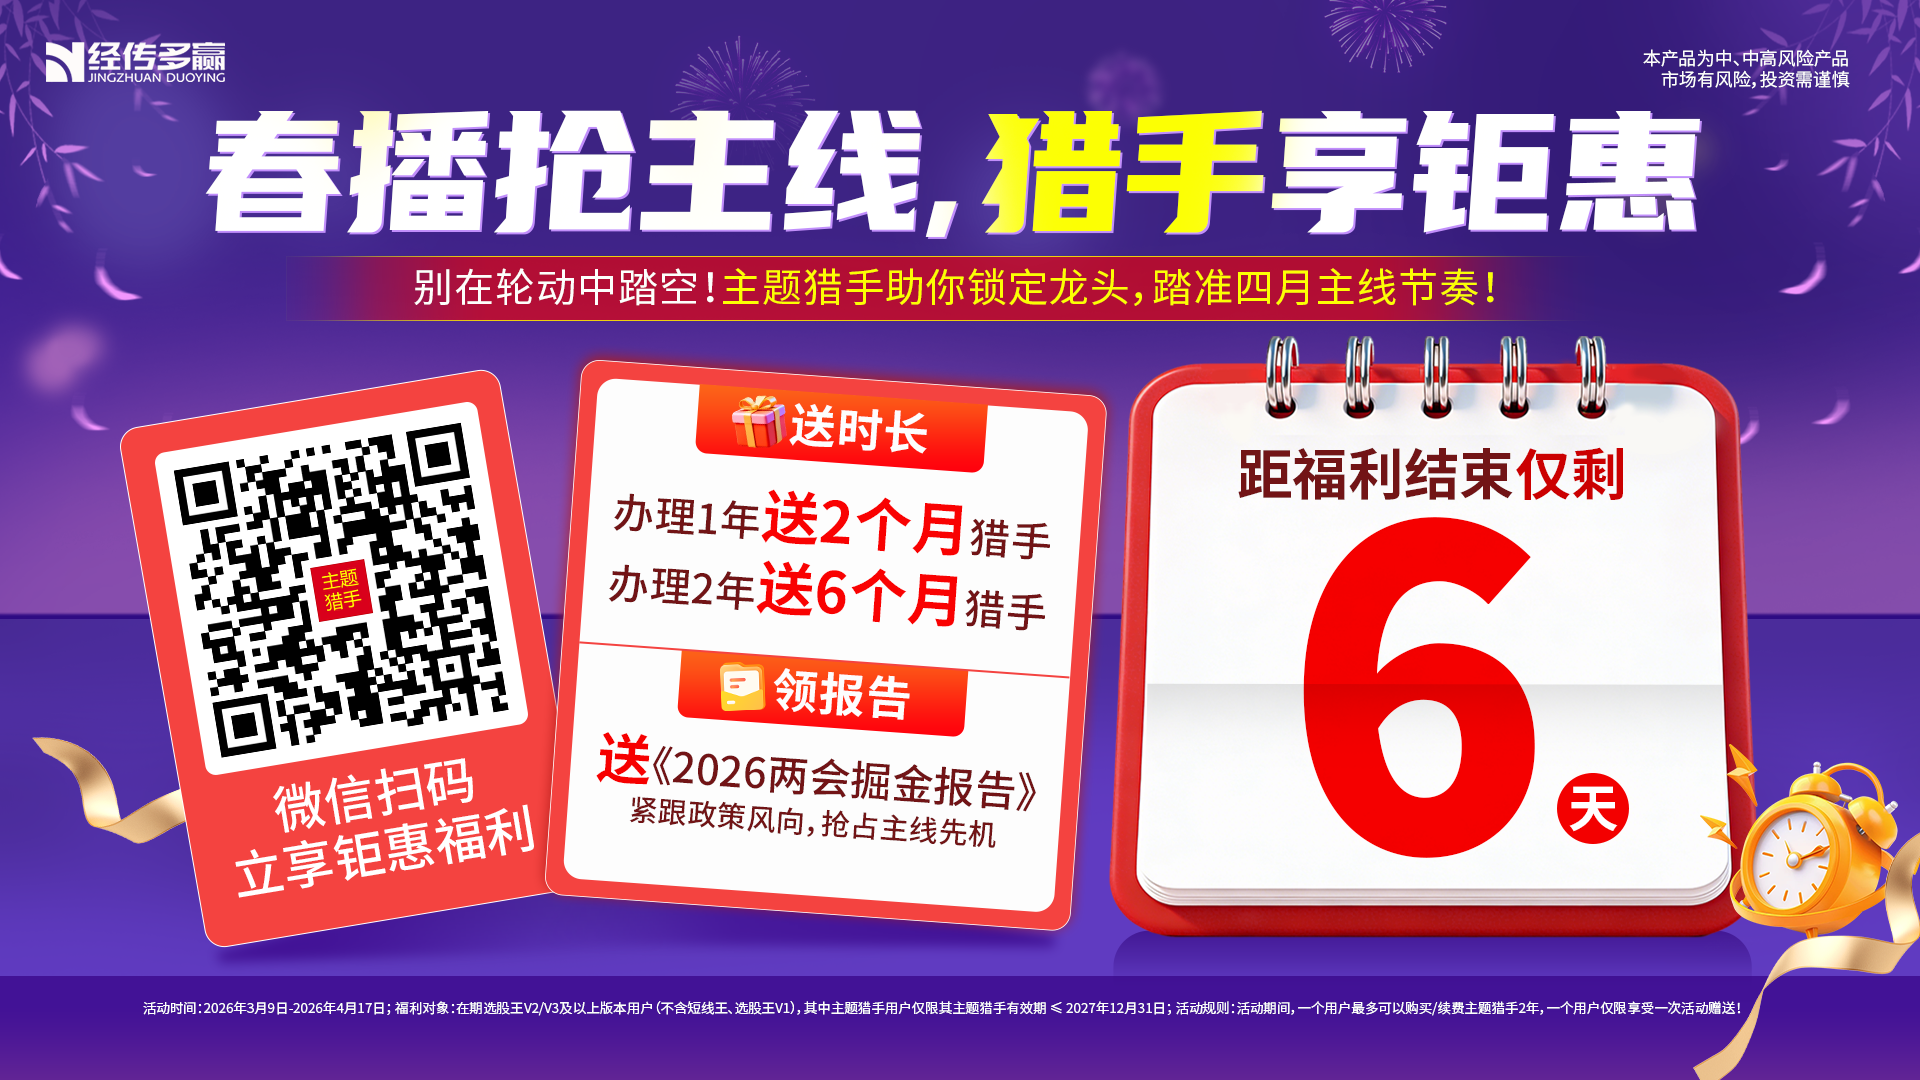 经传多赢
JINGZHUAN DUOYING
本产品为中、中高风险产品
市场有风险，投资需谨慎
春播抢主线，猎手享钜惠
别在轮动中踏空！主题猎手助你锁定龙头，踏准四月主线节奏！
主题
猎手
微信扫码
立享钜惠福利
送时长
办理1年送2个月猎手
办理2年送6个月猎手
领报告
送《2026两会掘金报告》
紧跟政策风向，抢占主线先机
距福利结束仅剩
6
天
活动时间：2026年3月9日-2026年4月17日；福利对象：在期选股王V2/V3及以上版本用户（不含短线王、选股王V1），其中主题猎手用户仅限其主题猎手有效期 ≤ 2027年12月31日；活动规则：活动期间，一个用户最多可以购买/续费主题猎手2年，一个用户仅限享受一次活动赠送！